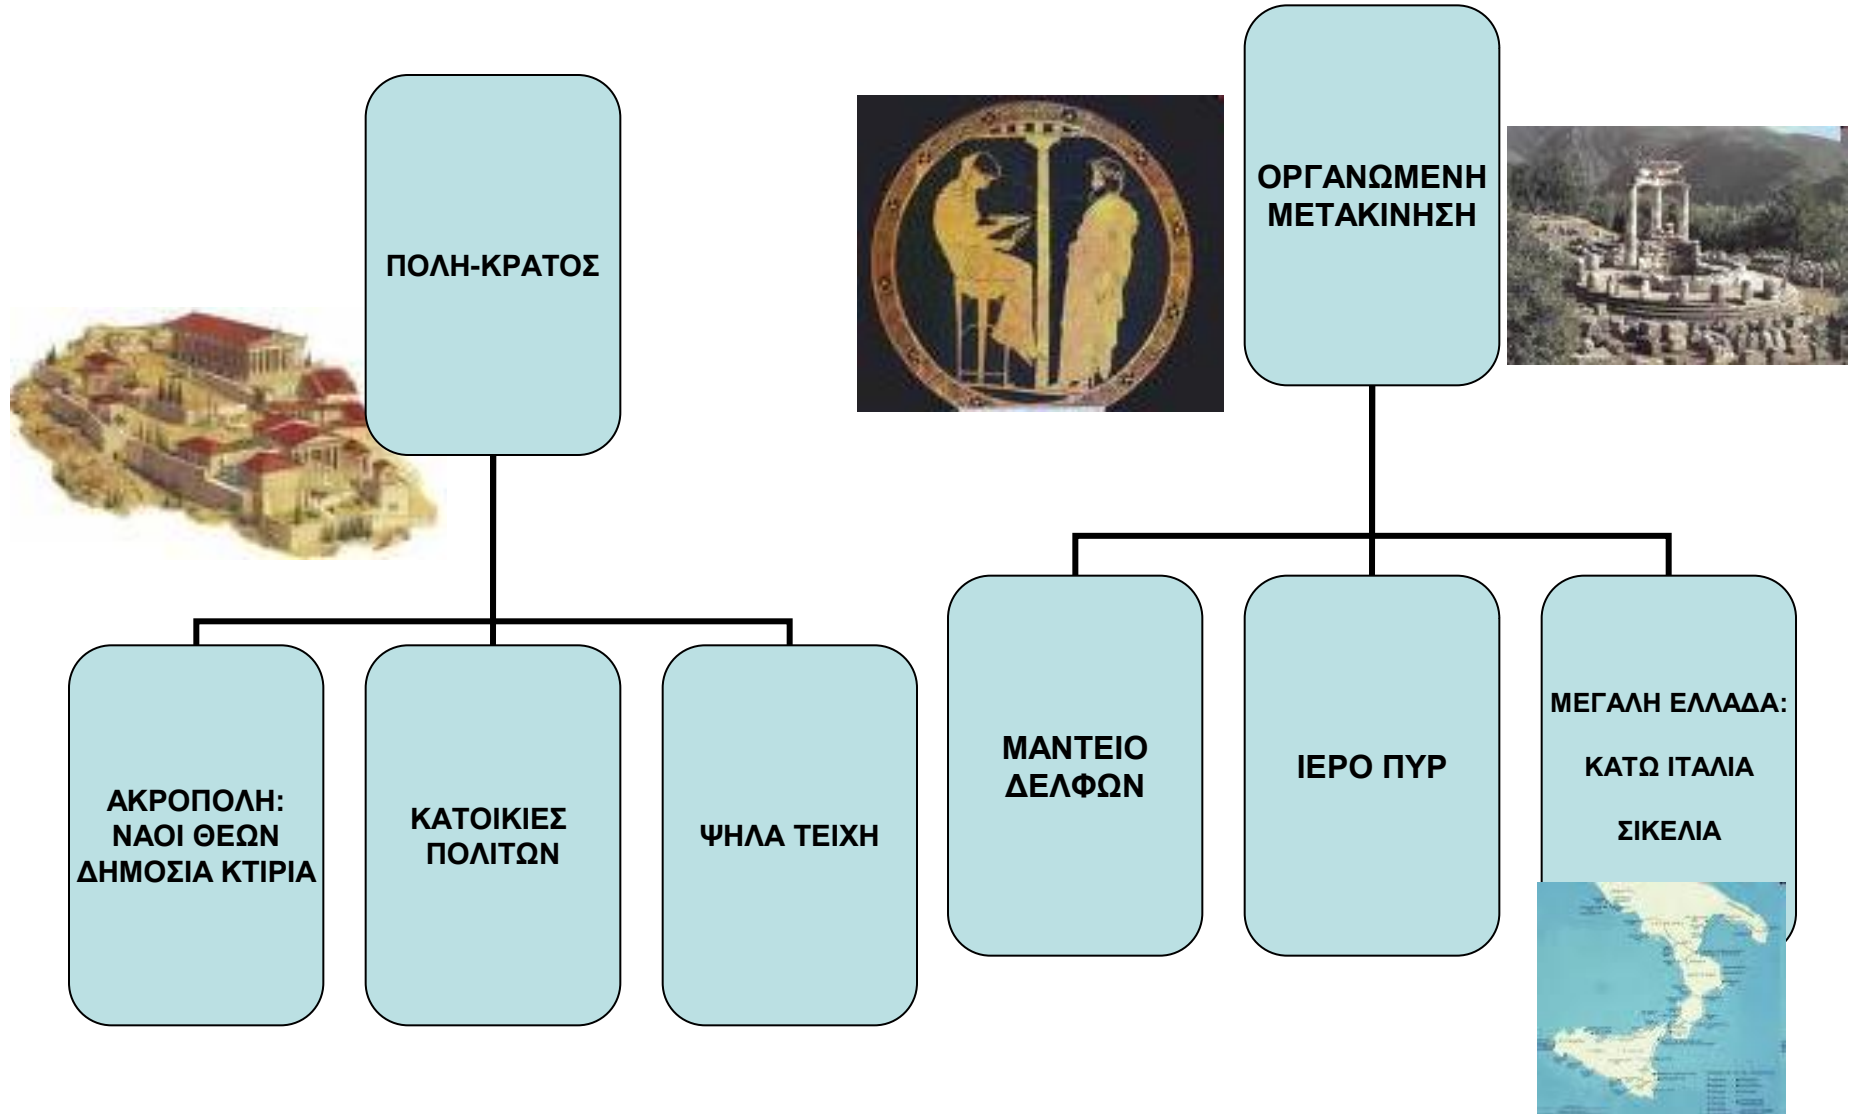 ΠΟΛΗ-ΚΡΑΤΟΣ
ΑΚΡΟΠΟΛΗ:
ΝΑΟΙ ΘΕΩΝ
ΔΗΜΟΣΙΑ ΚΤΙΡΙΑ
ΚΑΤΟΙΚΙΕΣ
ΠΟΛΙΤΩΝ
ΨΗΛΑ ΤΕΙΧΗ
ΟΡΓΑΝΩΜΕΝΗ
ΜΕΤΑΚΙΝΗΣΗ
ΜΑΝΤΕΙΟ
ΔΕΛΦΩΝ
ΙΕΡΟ ΠΥΡ
ΜΕΓΑΛΗ ΕΛΛΑΔΑ:
ΚΑΤΩ ΙΤΑΛΙΑ
ΣΙΚΕΛΙΑ